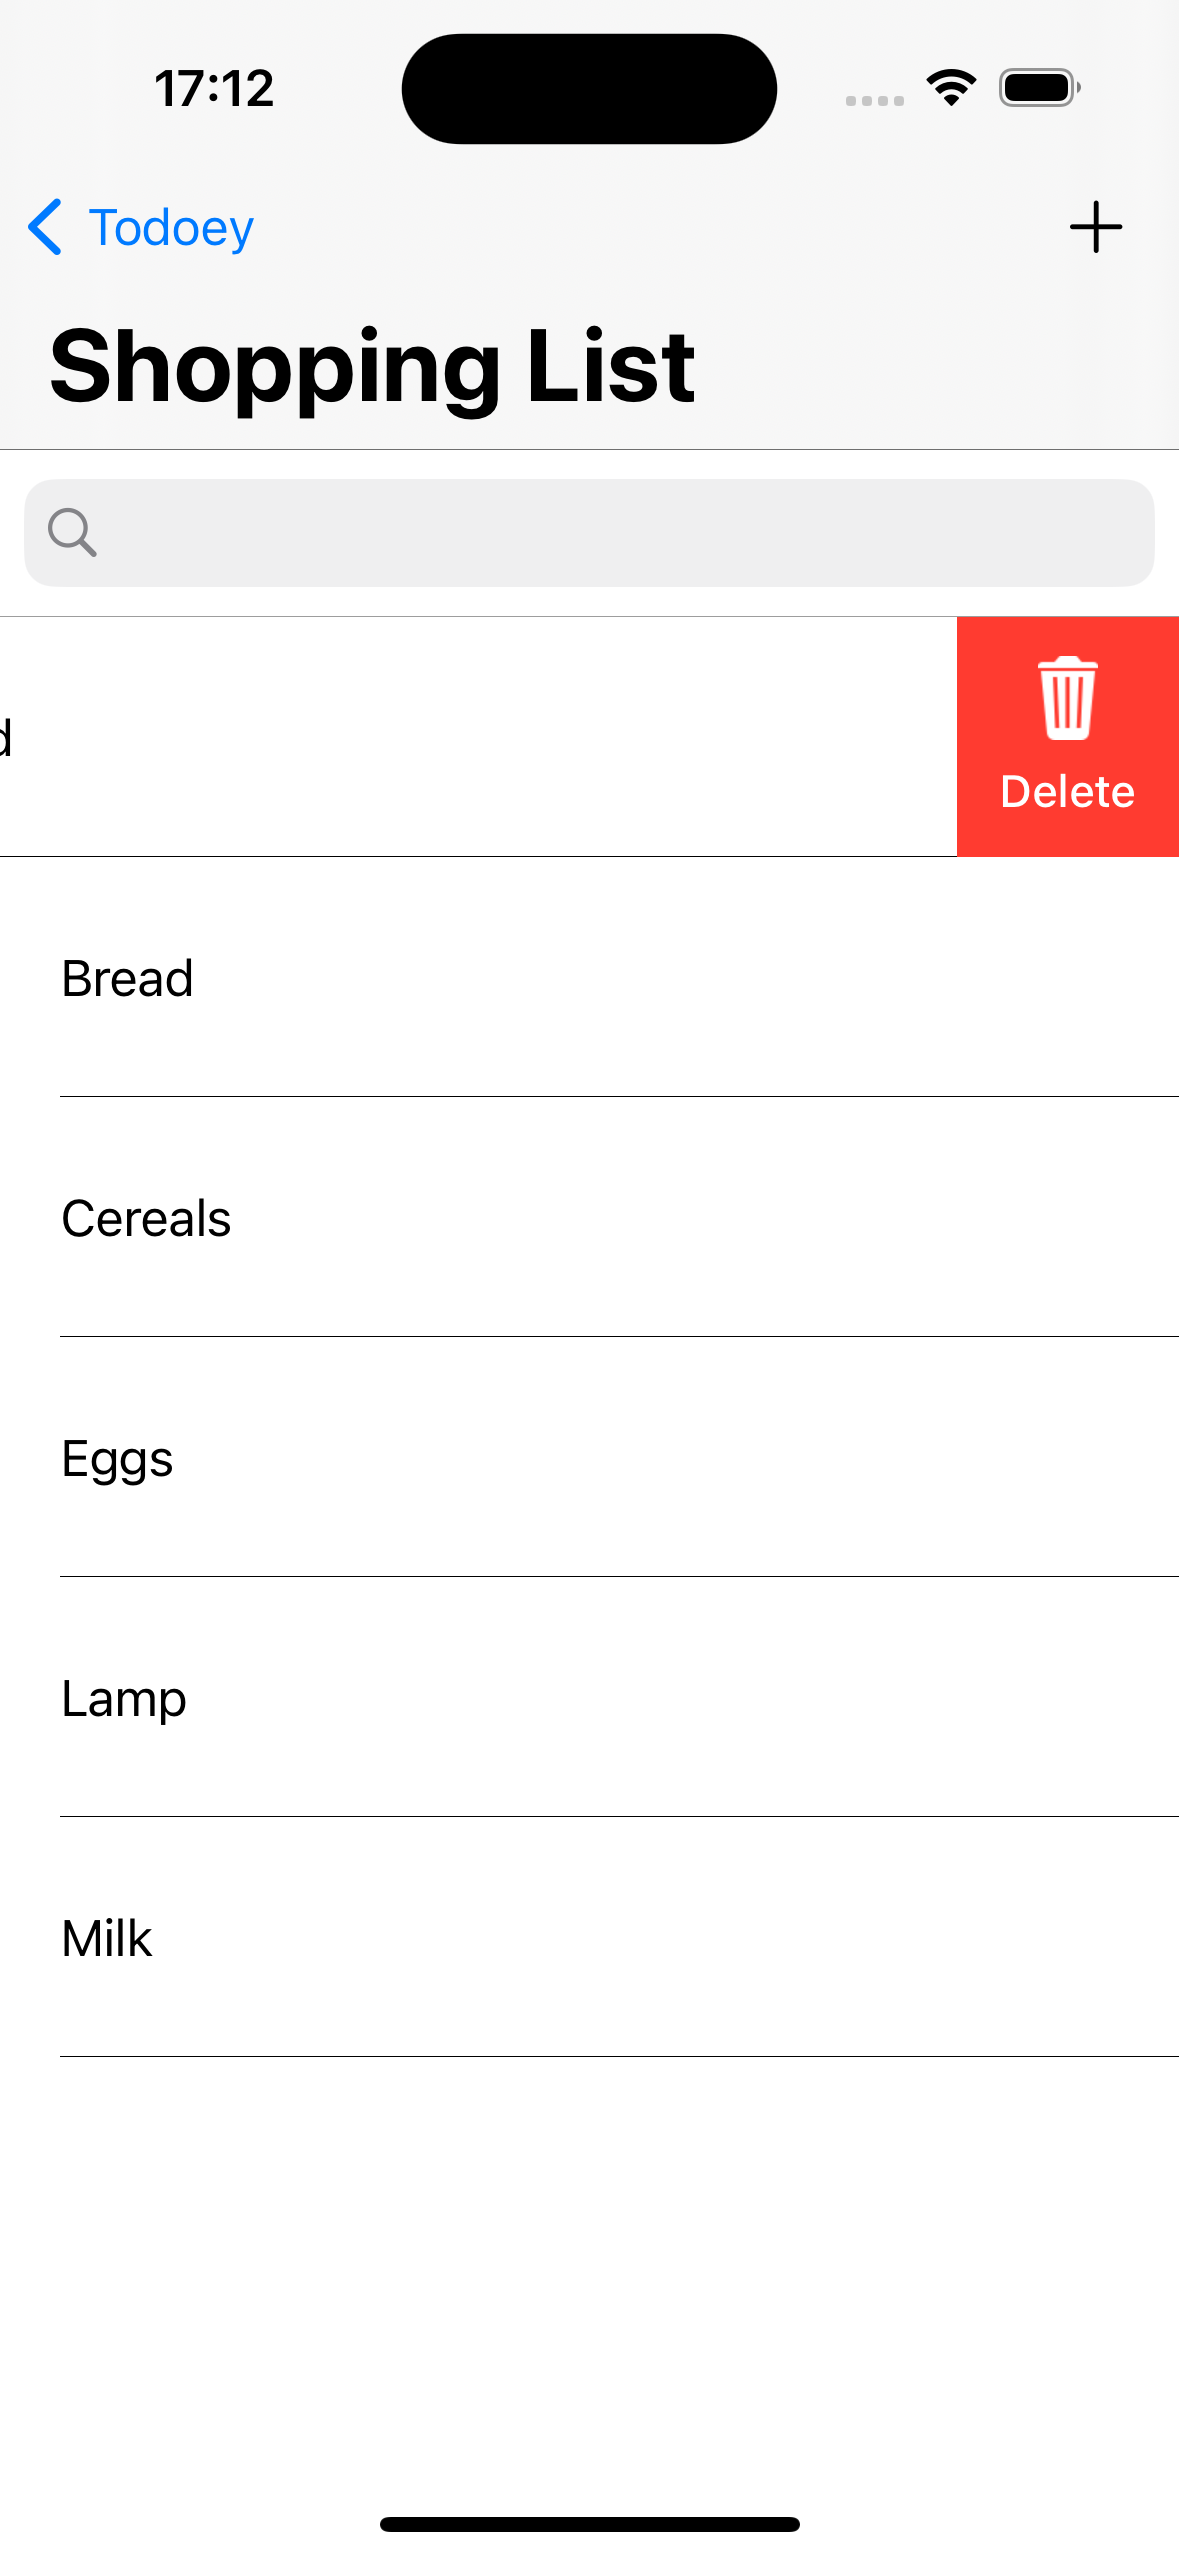 17:12
Todoey
Shopping List
d
Delete
Bread
Cereals
Eggs
Lamp
Milk